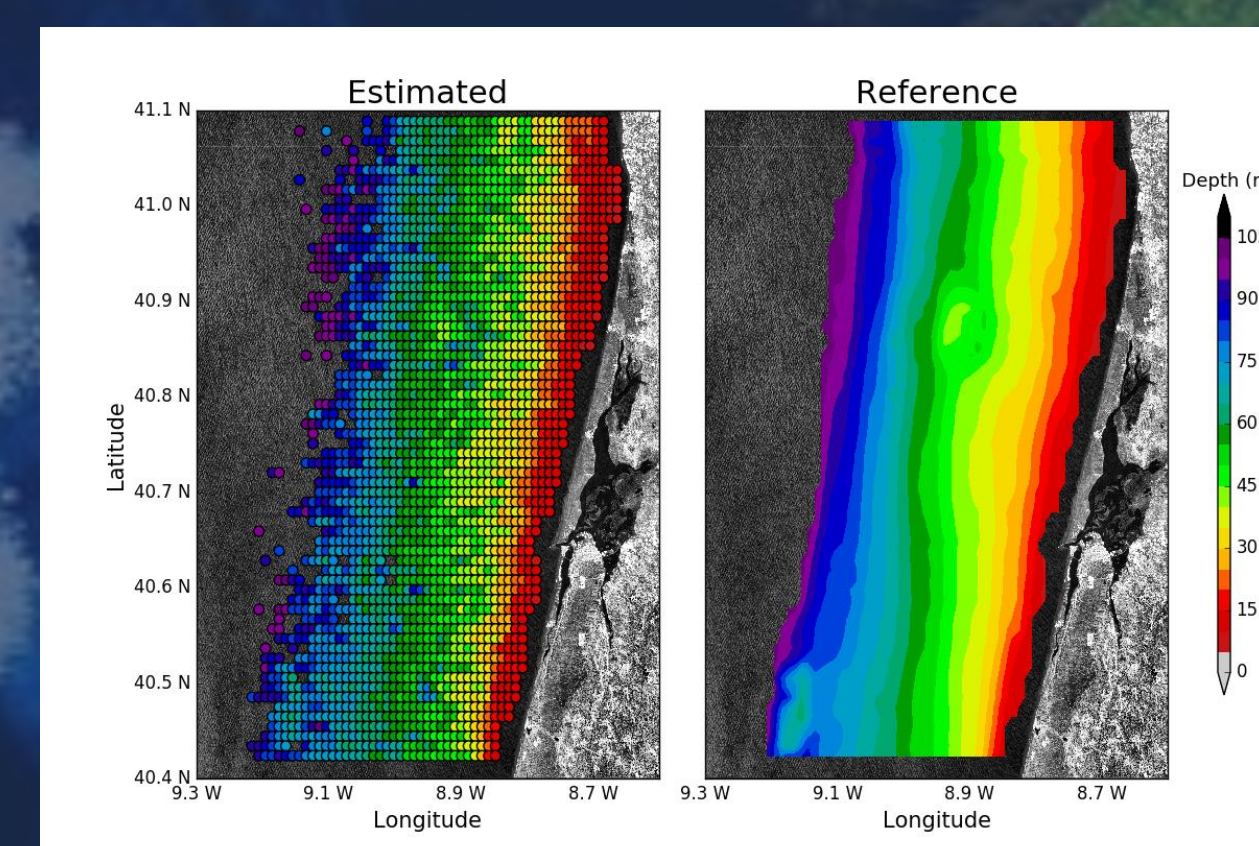 Estimated
Reference
41.1 N
41.0 N
40.9 N
40.8 N
40.7 N
40.6 N
40.5 N
40.4 N
Latitude
9.3 W 9.1 W 8.9 W 8.7 W
Longitude
9.3 W 9.1 W 8.9 W 8.7 W
Longitude
Depth
90
75
60
45
30
15
0